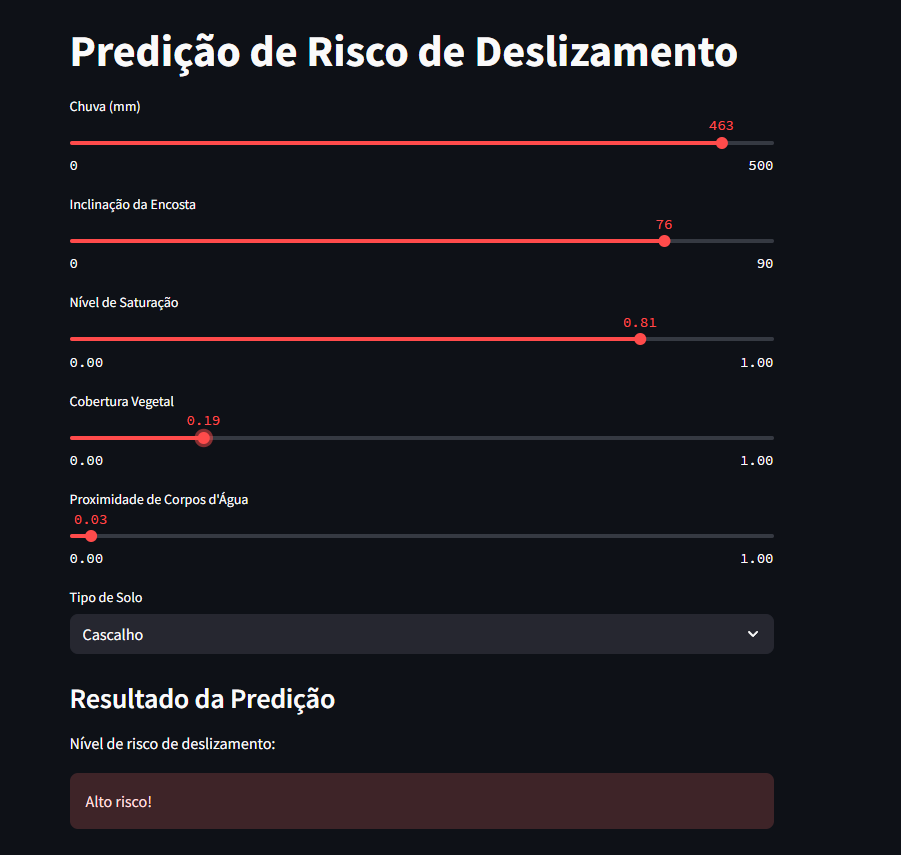 Predição de Risco de Deslizamento
Chuva (mm)
463
0 500
Inclinação da Encosta
76
0 90
Nível de Saturação
0.81
0.00 1.00
Cobertura Vegetal
0.19
0.00 1.00
Proximidade de Corpos d'Água
0.03
0.00 1.00
Tipo de Solo
Cascalho
Resultado da Predição
Nível de risco de deslizamento:
Alto risco!